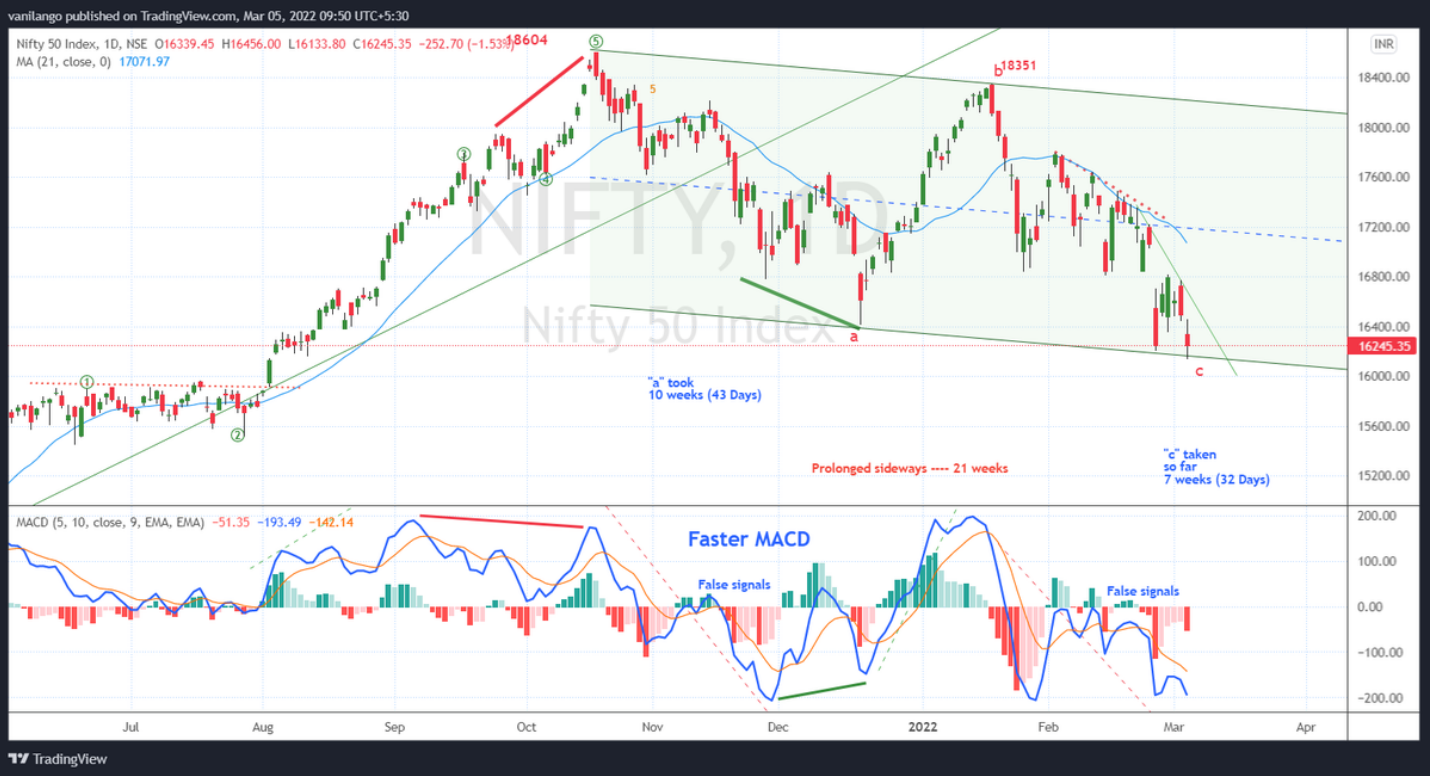 vanilango published on TradingView.com, Mar 05, 2022 09:50 UTC+5:30
Nifty 50 Index, 1D, NSE O16339.45 H16456.00 L16133.80 C16245.35 −252.70 (−1.53%)
MA (21, close, 0) 17071.97
18604
5
5
b
18351
INR
18400.00
18000.00
17600.00
17200.00
16800.00
16400.00
16245.35
16000.00
15600.00
15200.00
3
4
1
2
NIFTY, 1D
Nifty 50 Index
a
c
"a" took
10 weeks (43 Days)
Prolonged sideways ---- 21 weeks
"c" taken
so far
7 weeks (32 Days)
MACD (5, 10, close, 9, EMA, EMA) −51.35 −193.49 −142.14
Faster MACD
False signals
False signals
200.00
100.00
0.00
−100.00
−200.00
Jul Aug Sep Oct Nov Dec 2022 Feb Mar Apr
TradingView